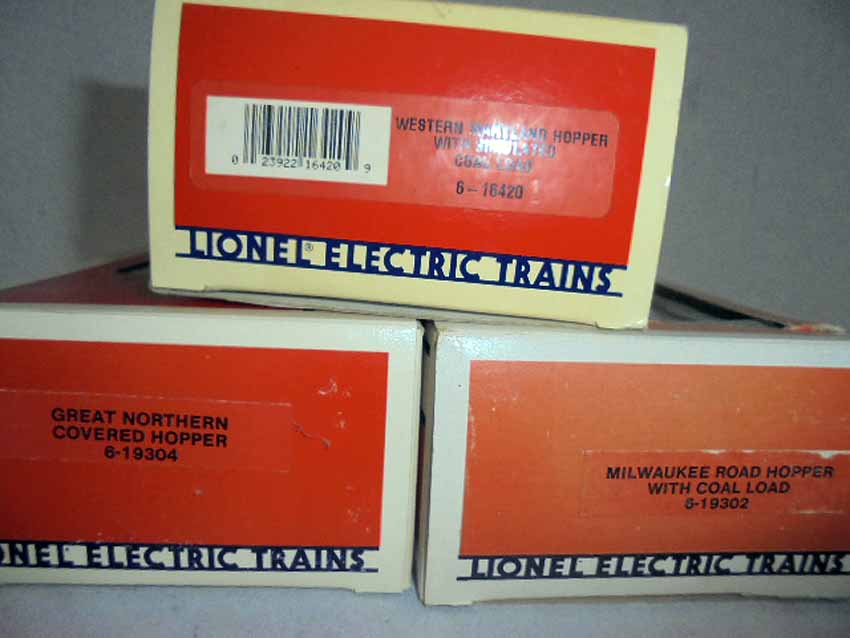 WESTERN MARYLAND HOPPER
WITH SIMULATED
COAL LOAD
6-16420
0 23922 16420 9
LIONEL® ELECTRIC TRAINS
GREAT NORTHERN
COVERED HOPPER
6-19304
NEL® ELECTRIC TRAINS
MILWAUKEE ROAD HOPPER
WITH COAL LOAD
6-19302
LIONEL® ELECTRIC TRAINS